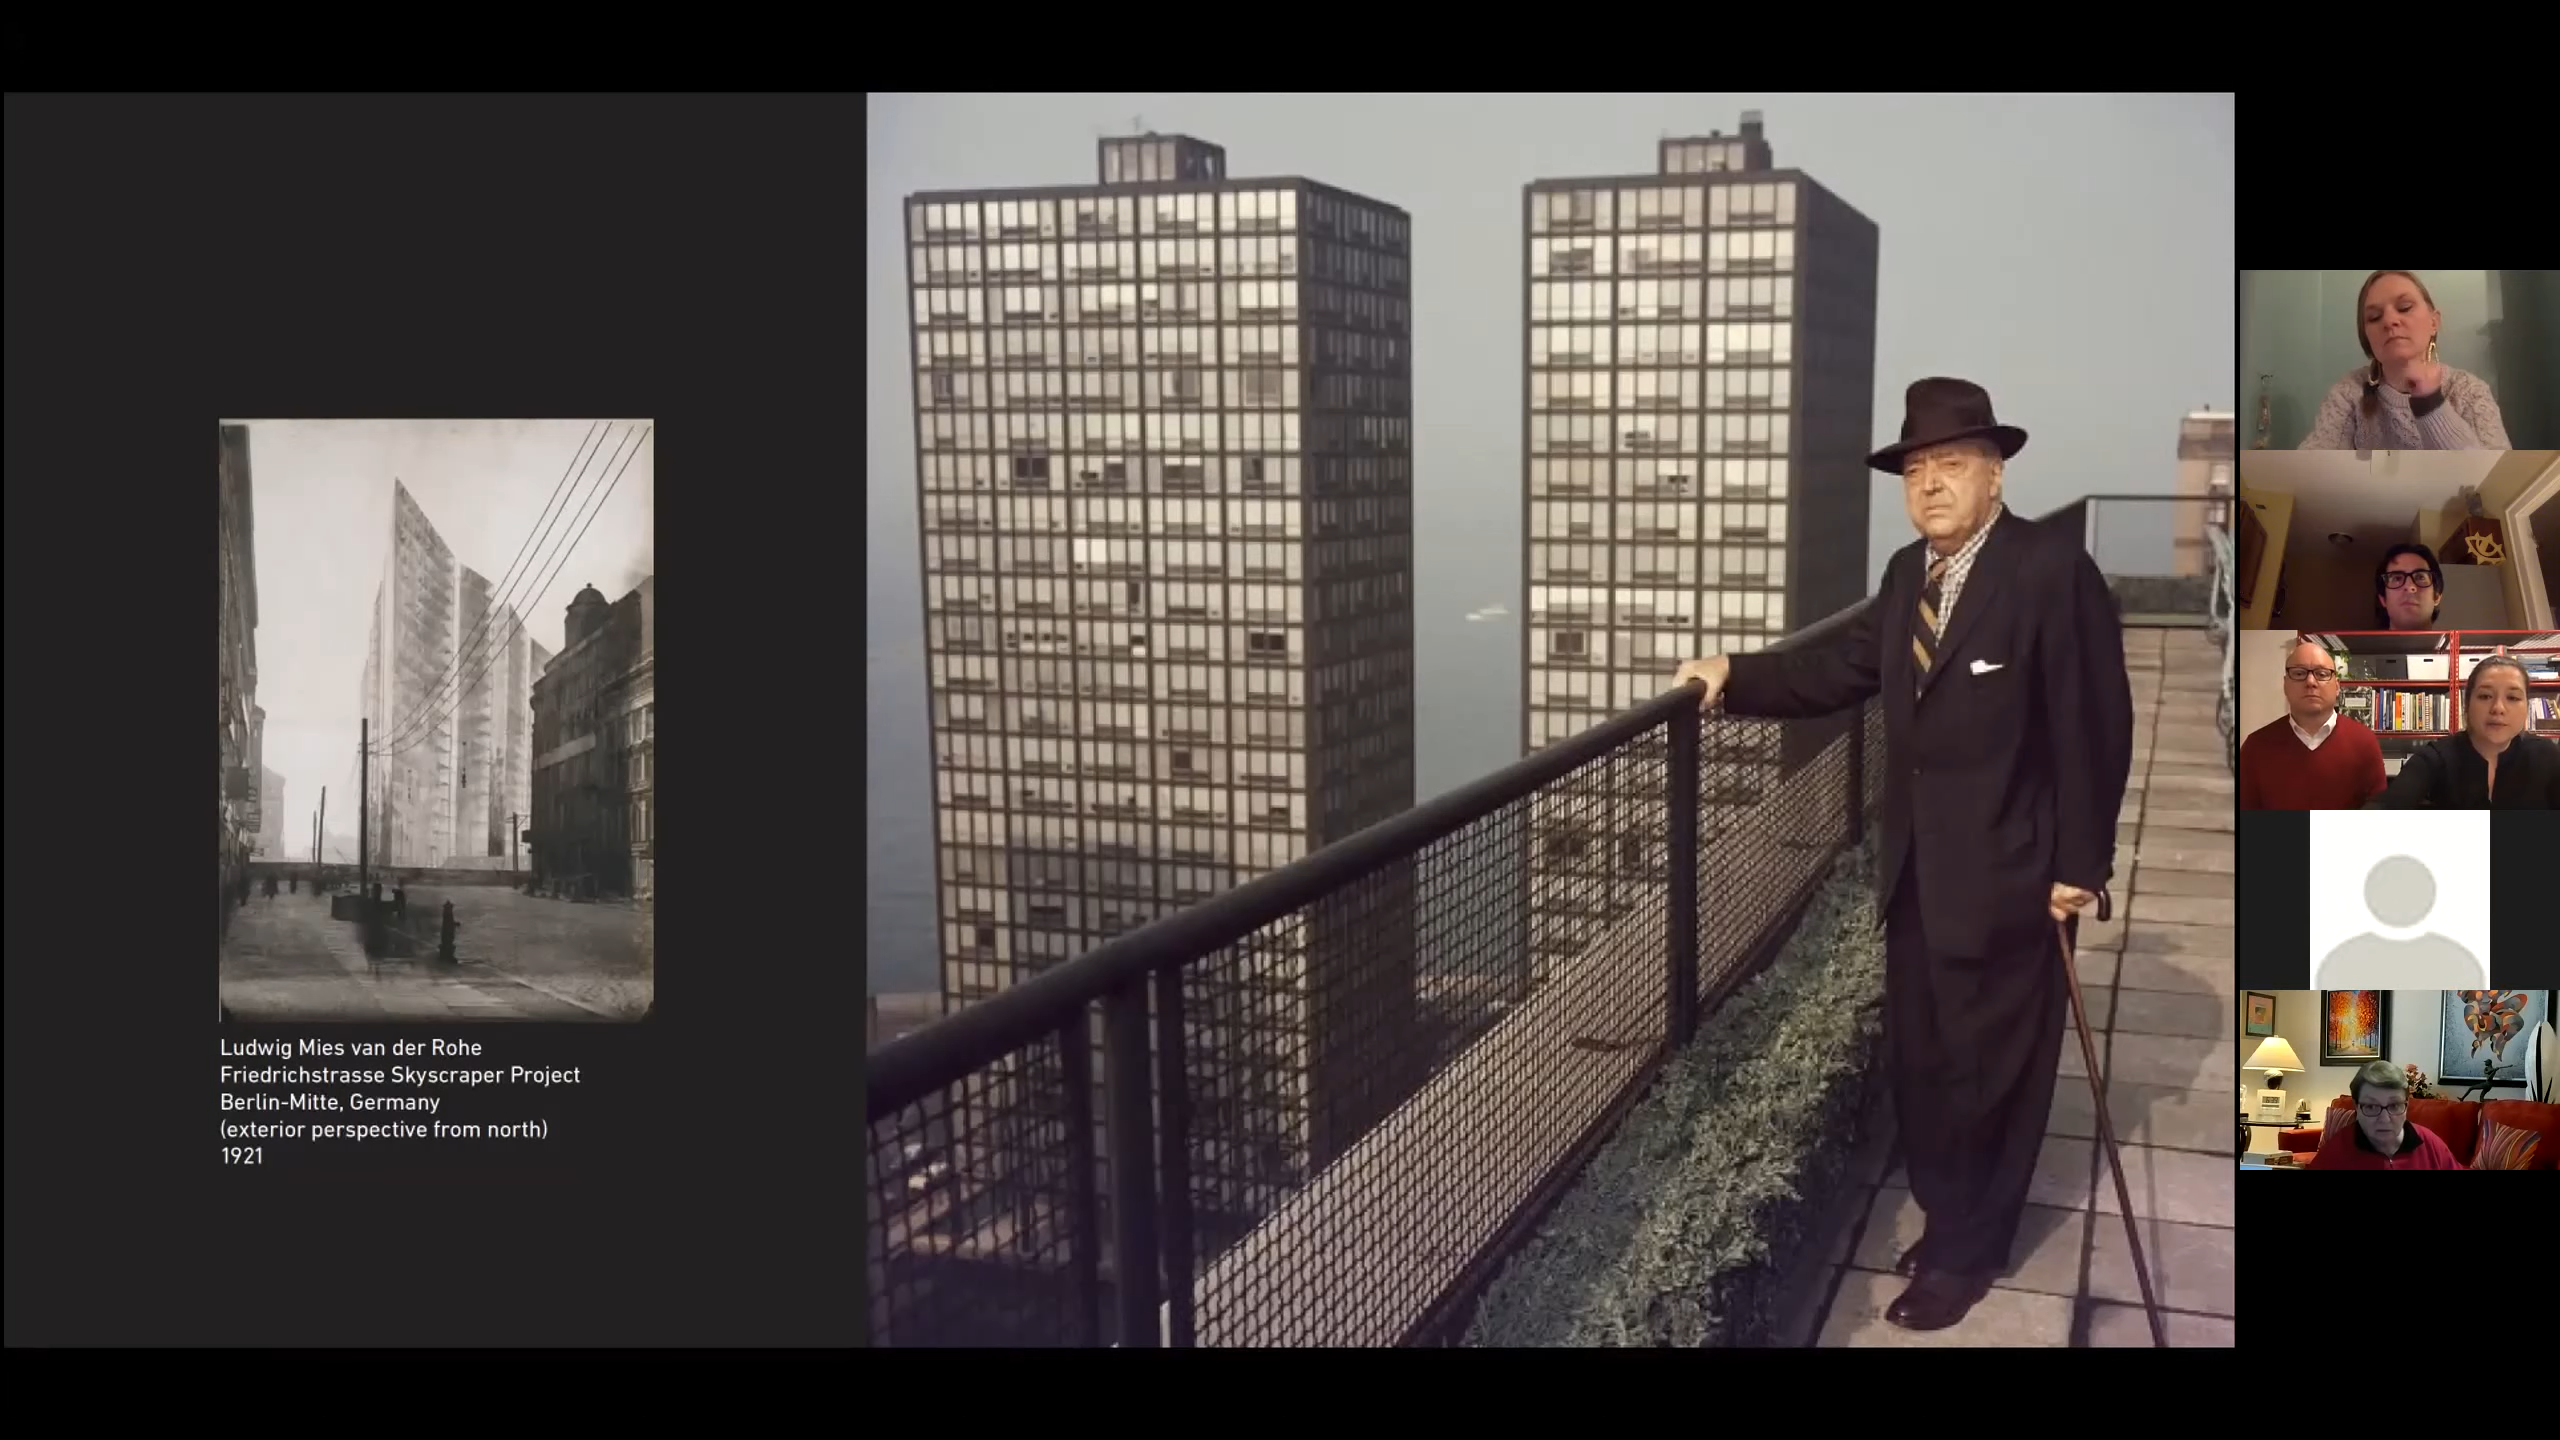 Ludwig Mies van der Rohe
Friedrichstrasse Skyscraper Project
Berlin-Mitte, Germany
(exterior perspective from north)
1921